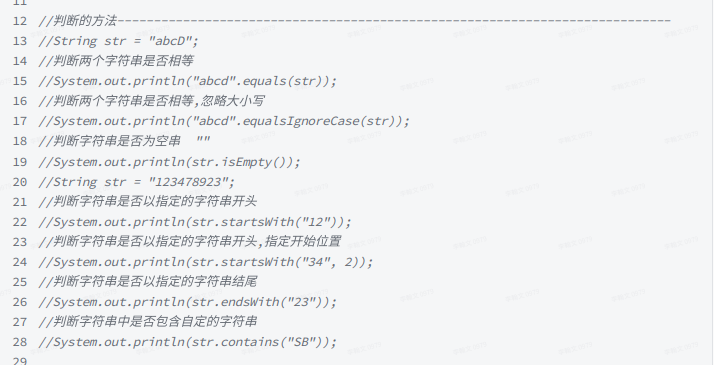 11
12 //判断的方法----------------------------------------------------------------------------
13 //String str = "abcD";
14 //判断两个字符串是否相等
15 //System.out.println("abcd".equals(str));
16 //判断两个字符串是否相等,忽略大小写
17 //System.out.println("abcd".equalsIgnoreCase(str));
18 //判断字符串是否为空串  ""
19 //System.out.println(str.isEmpty());
20 //String str = "123478923";
21 //判断字符串是否以指定的字符串开头
22 //System.out.println(str.startsWith("12"));
23 //判断字符串是否以指定的字符串开头,指定开始位置
24 //System.out.println(str.startsWith("34", 2));
25 //判断字符串是否以指定的字符串结尾
26 //System.out.println(str.endsWith("23"));
27 //判断字符串中是否包含自定的字符串
28 //System.out.println(str.contains("SB"));
29